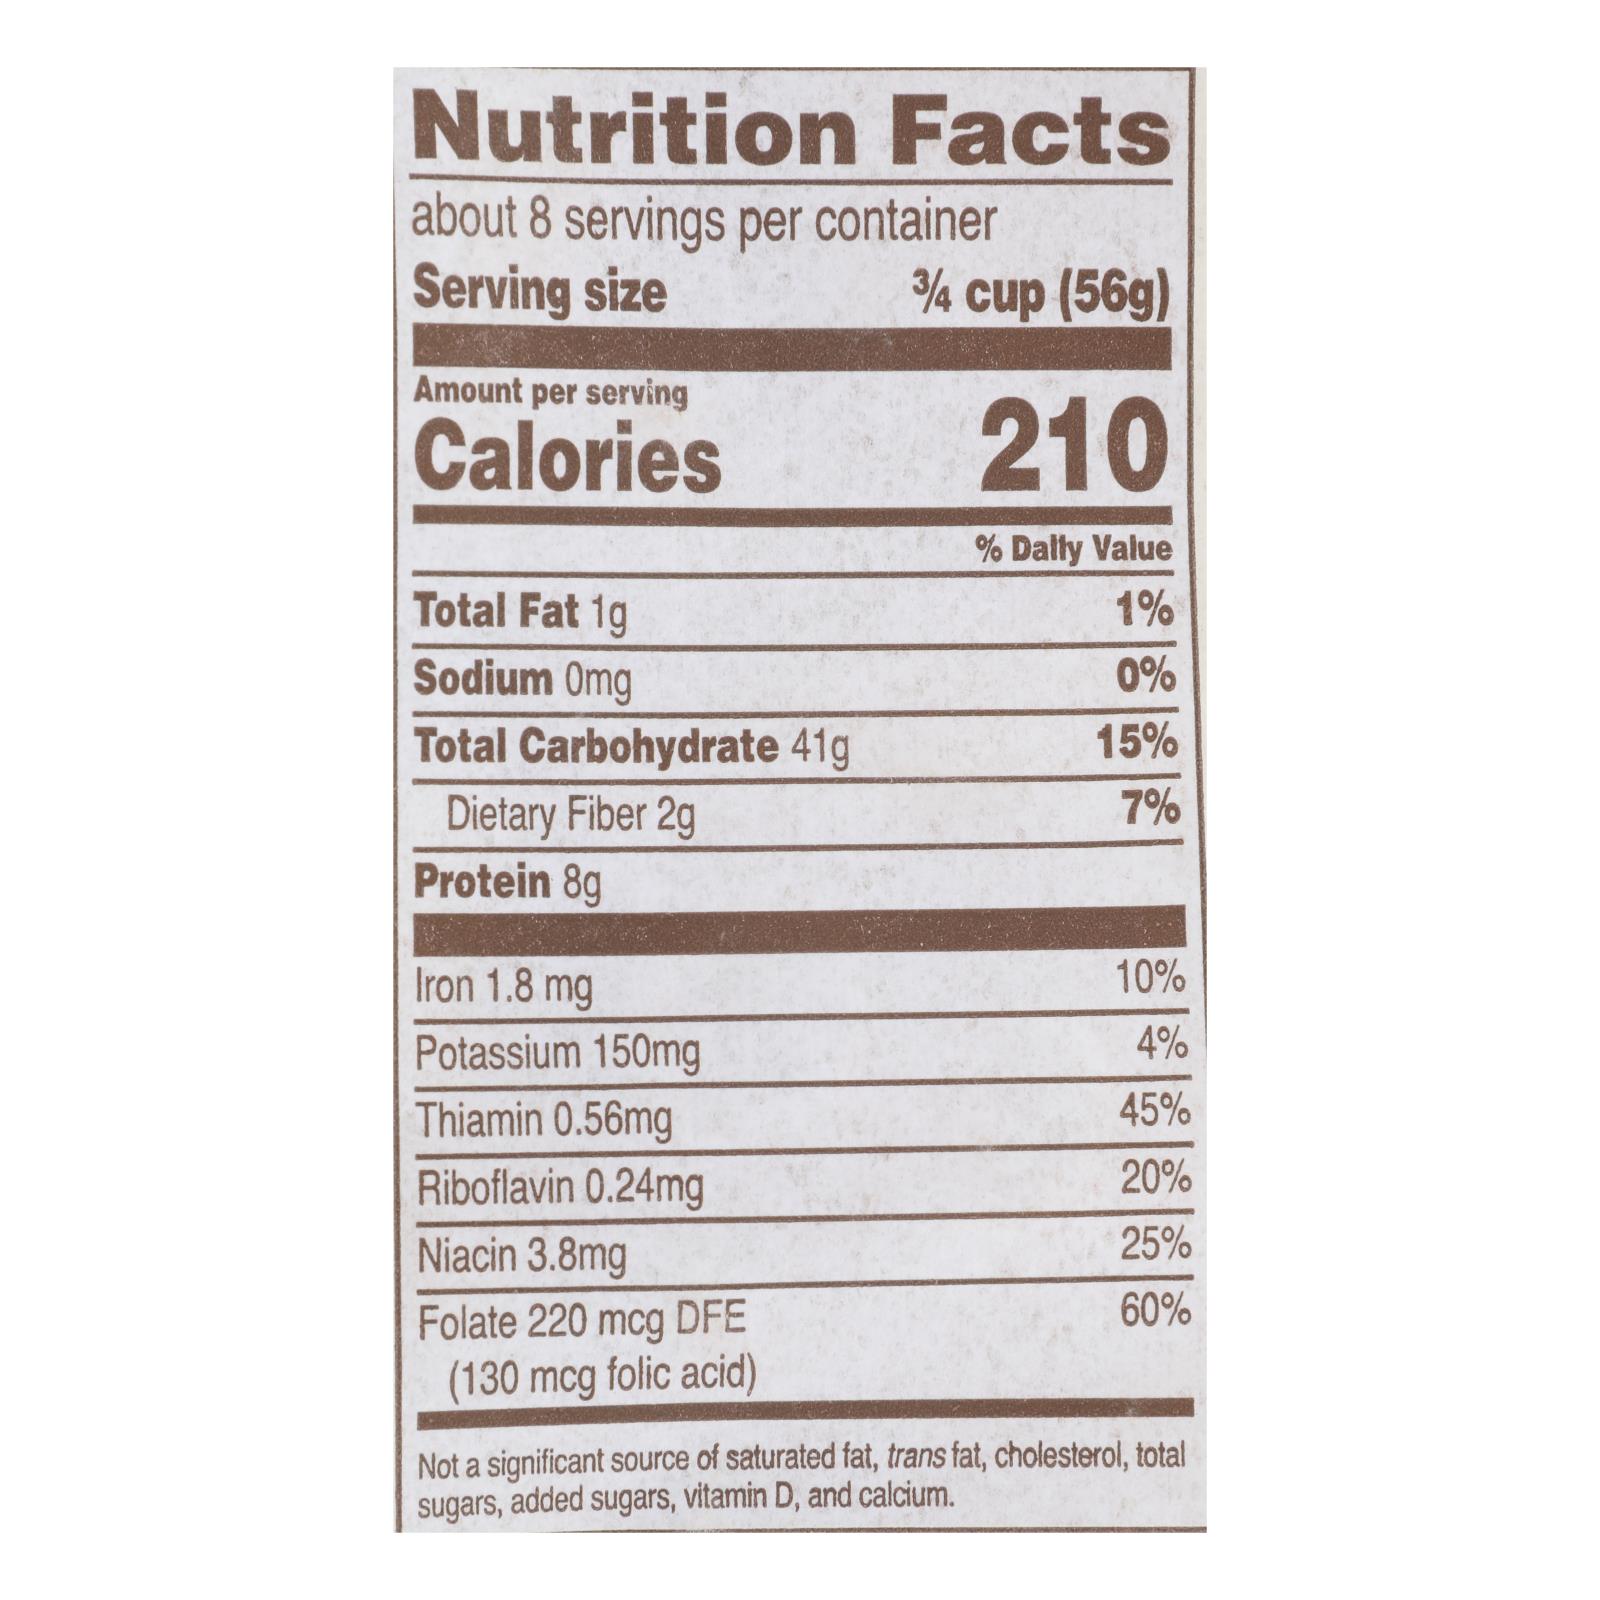 Nutrition Facts
about 8 servings per container
Serving size ¾ cup (56g)
Amount per serving
Calories 210
% Daily Value
Total Fat 1g 1%
Sodium 0mg 0%
Total Carbohydrate 41g 15%
Dietary Fiber 2g 7%
Protein 8g
Iron 1.8 mg 10%
Potassium 150mg 4%
Thiamin 0.56mg 45%
Riboflavin 0.24mg 20%
Niacin 3.8mg 25%
Folate 220 mcg DFE 60%
(130 mcg folic acid)
Not a significant source of saturated fat, trans fat, cholesterol, total
sugars, added sugars, vitamin D, and calcium.